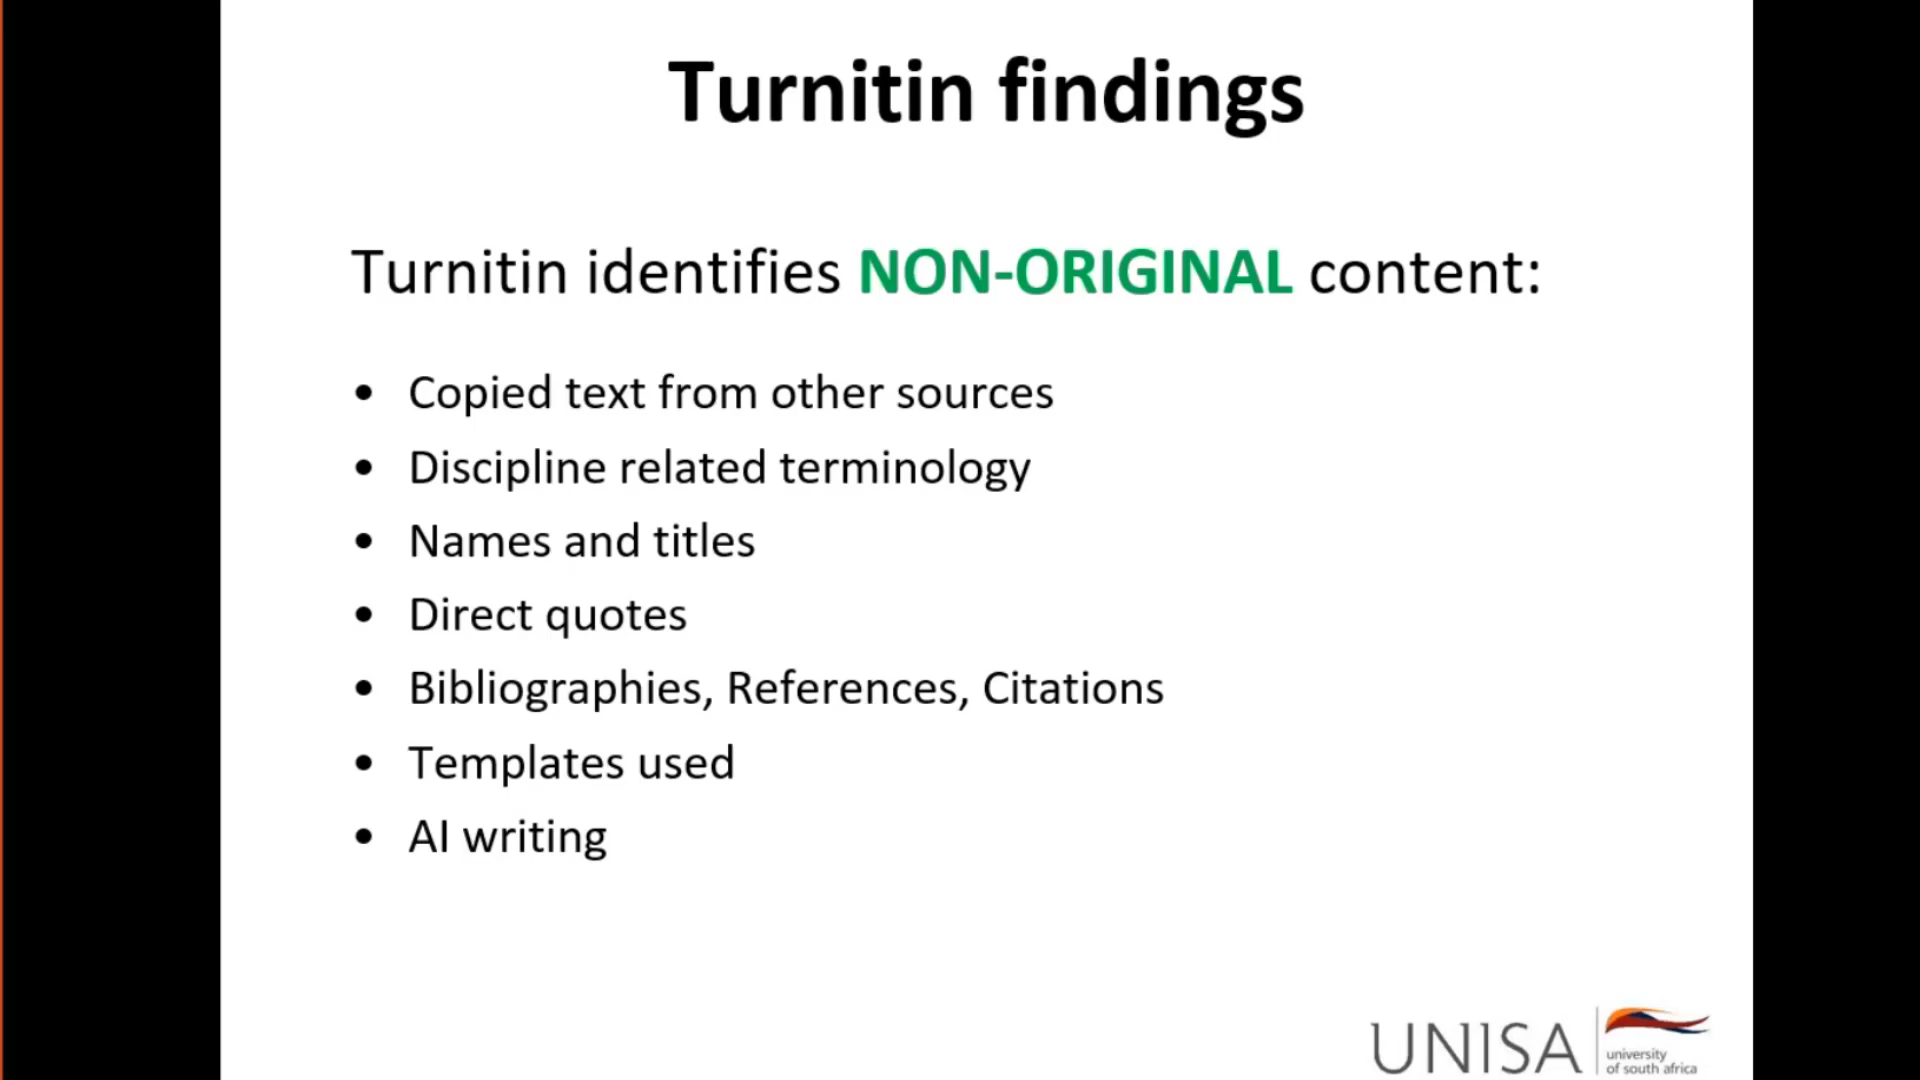 Turnitin findings
Turnitin identifies NON-ORIGINAL content:
• Copied text from other sources
• Discipline related terminology
• Names and titles
• Direct quotes
• Bibliographies, References, Citations
• Templates used
• AI writing
UNISA
university
of south africa